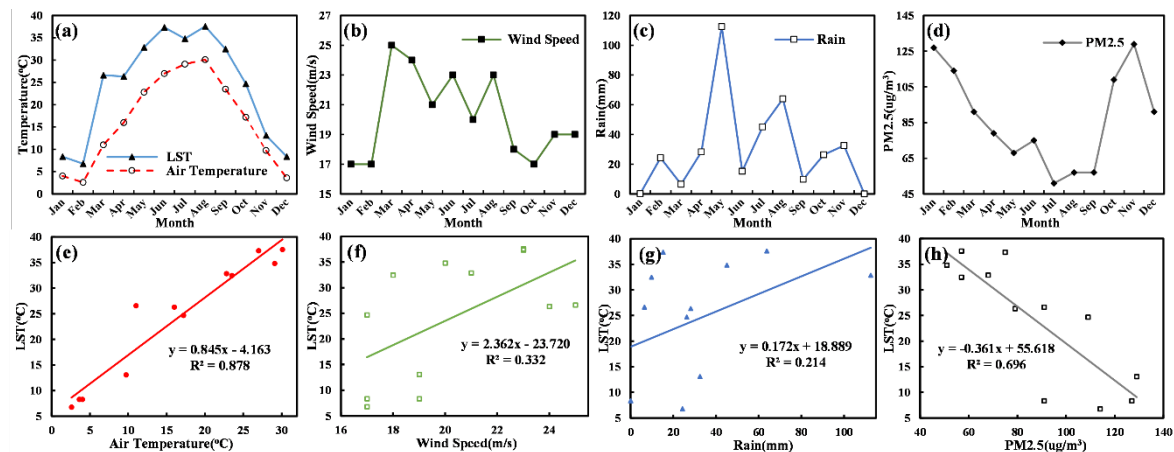 (a)
Temperature(°C)
40
35
30
25
20
15
10
5
0
LST
Air Temperature
Jan Feb Mar Apr May Jun Jul Aug Sep Oct Nov Dec
Month
(b)
Wind Speed(m/s)
27
25
23
21
19
17
15
Wind Speed
Jan Feb Mar Apr May Jun Jul Aug Sep Oct Nov Dec
Month
(c)
Rain(mm)
120
100
80
60
40
20
0
Rain
Jan Feb Mar Apr May Jun Jul Aug Sep Oct Nov Dec
Month
(d)
PM2.5(ug/m³)
145
125
105
85
65
45
PM2.5
Jan Feb Mar Apr May Jun Jul Aug Sep Oct Nov Dec
Month
(e)
LST(°C)
40
35
30
25
20
15
10
5
y = 0.845x - 4.163
R² = 0.878
0 5 10 15 20 25 30
Air Temperature(°C)
(f)
LST(°C)
40
35
30
25
20
15
10
5
y = 2.362x - 23.720
R² = 0.332
16 18 20 22 24
Wind Speed(m/s)
(g)
LST(°C)
40
35
30
25
20
15
10
5
y = 0.172x + 18.889
R² = 0.214
0 20 40 60 80 100
Rain(mm)
(h)
LST(°C)
40
35
30
25
20
15
10
5
y = -0.361x + 55.618
R² = 0.696
40 60 80 100 120 140
PM2.5(ug/m³)